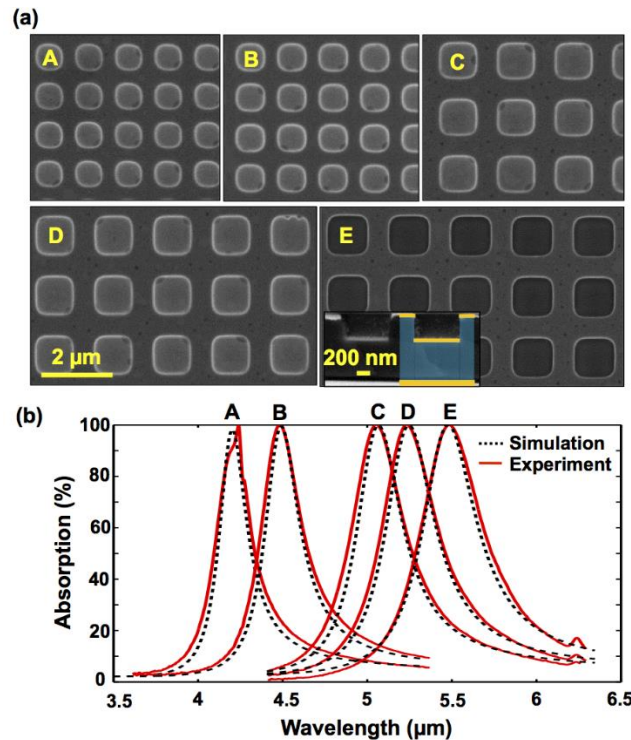 (a)
A
B
C
D
E
2 µm
200 nm
(b)
A B C D E
Simulation
Experiment
Absorption (%)
100
80
60
40
20
0
3.5 4 4.5 5 5.5 6 6.5
Wavelength (µm)